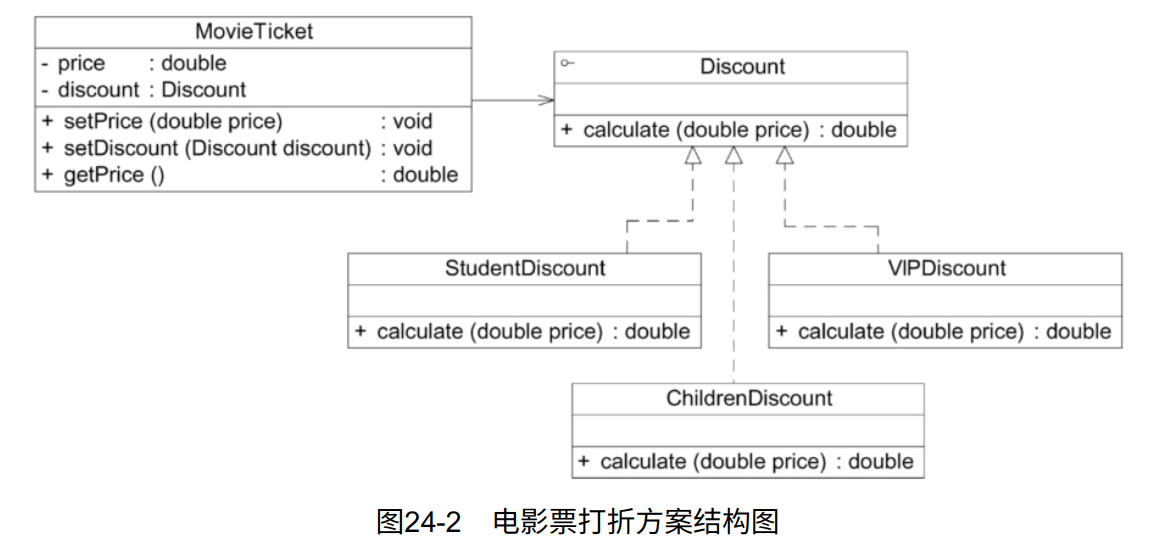 MovieTicket
- price : double
- discount : Discount
+ setPrice (double price) : void
+ setDiscount (Discount discount) : void
+ getPrice () : double
Discount
+ calculate (double price) : double
StudentDiscount
+ calculate (double price) : double
VIPDiscount
+ calculate (double price) : double
ChildrenDiscount
+ calculate (double price) : double
图24-2 电影票打折方案结构图